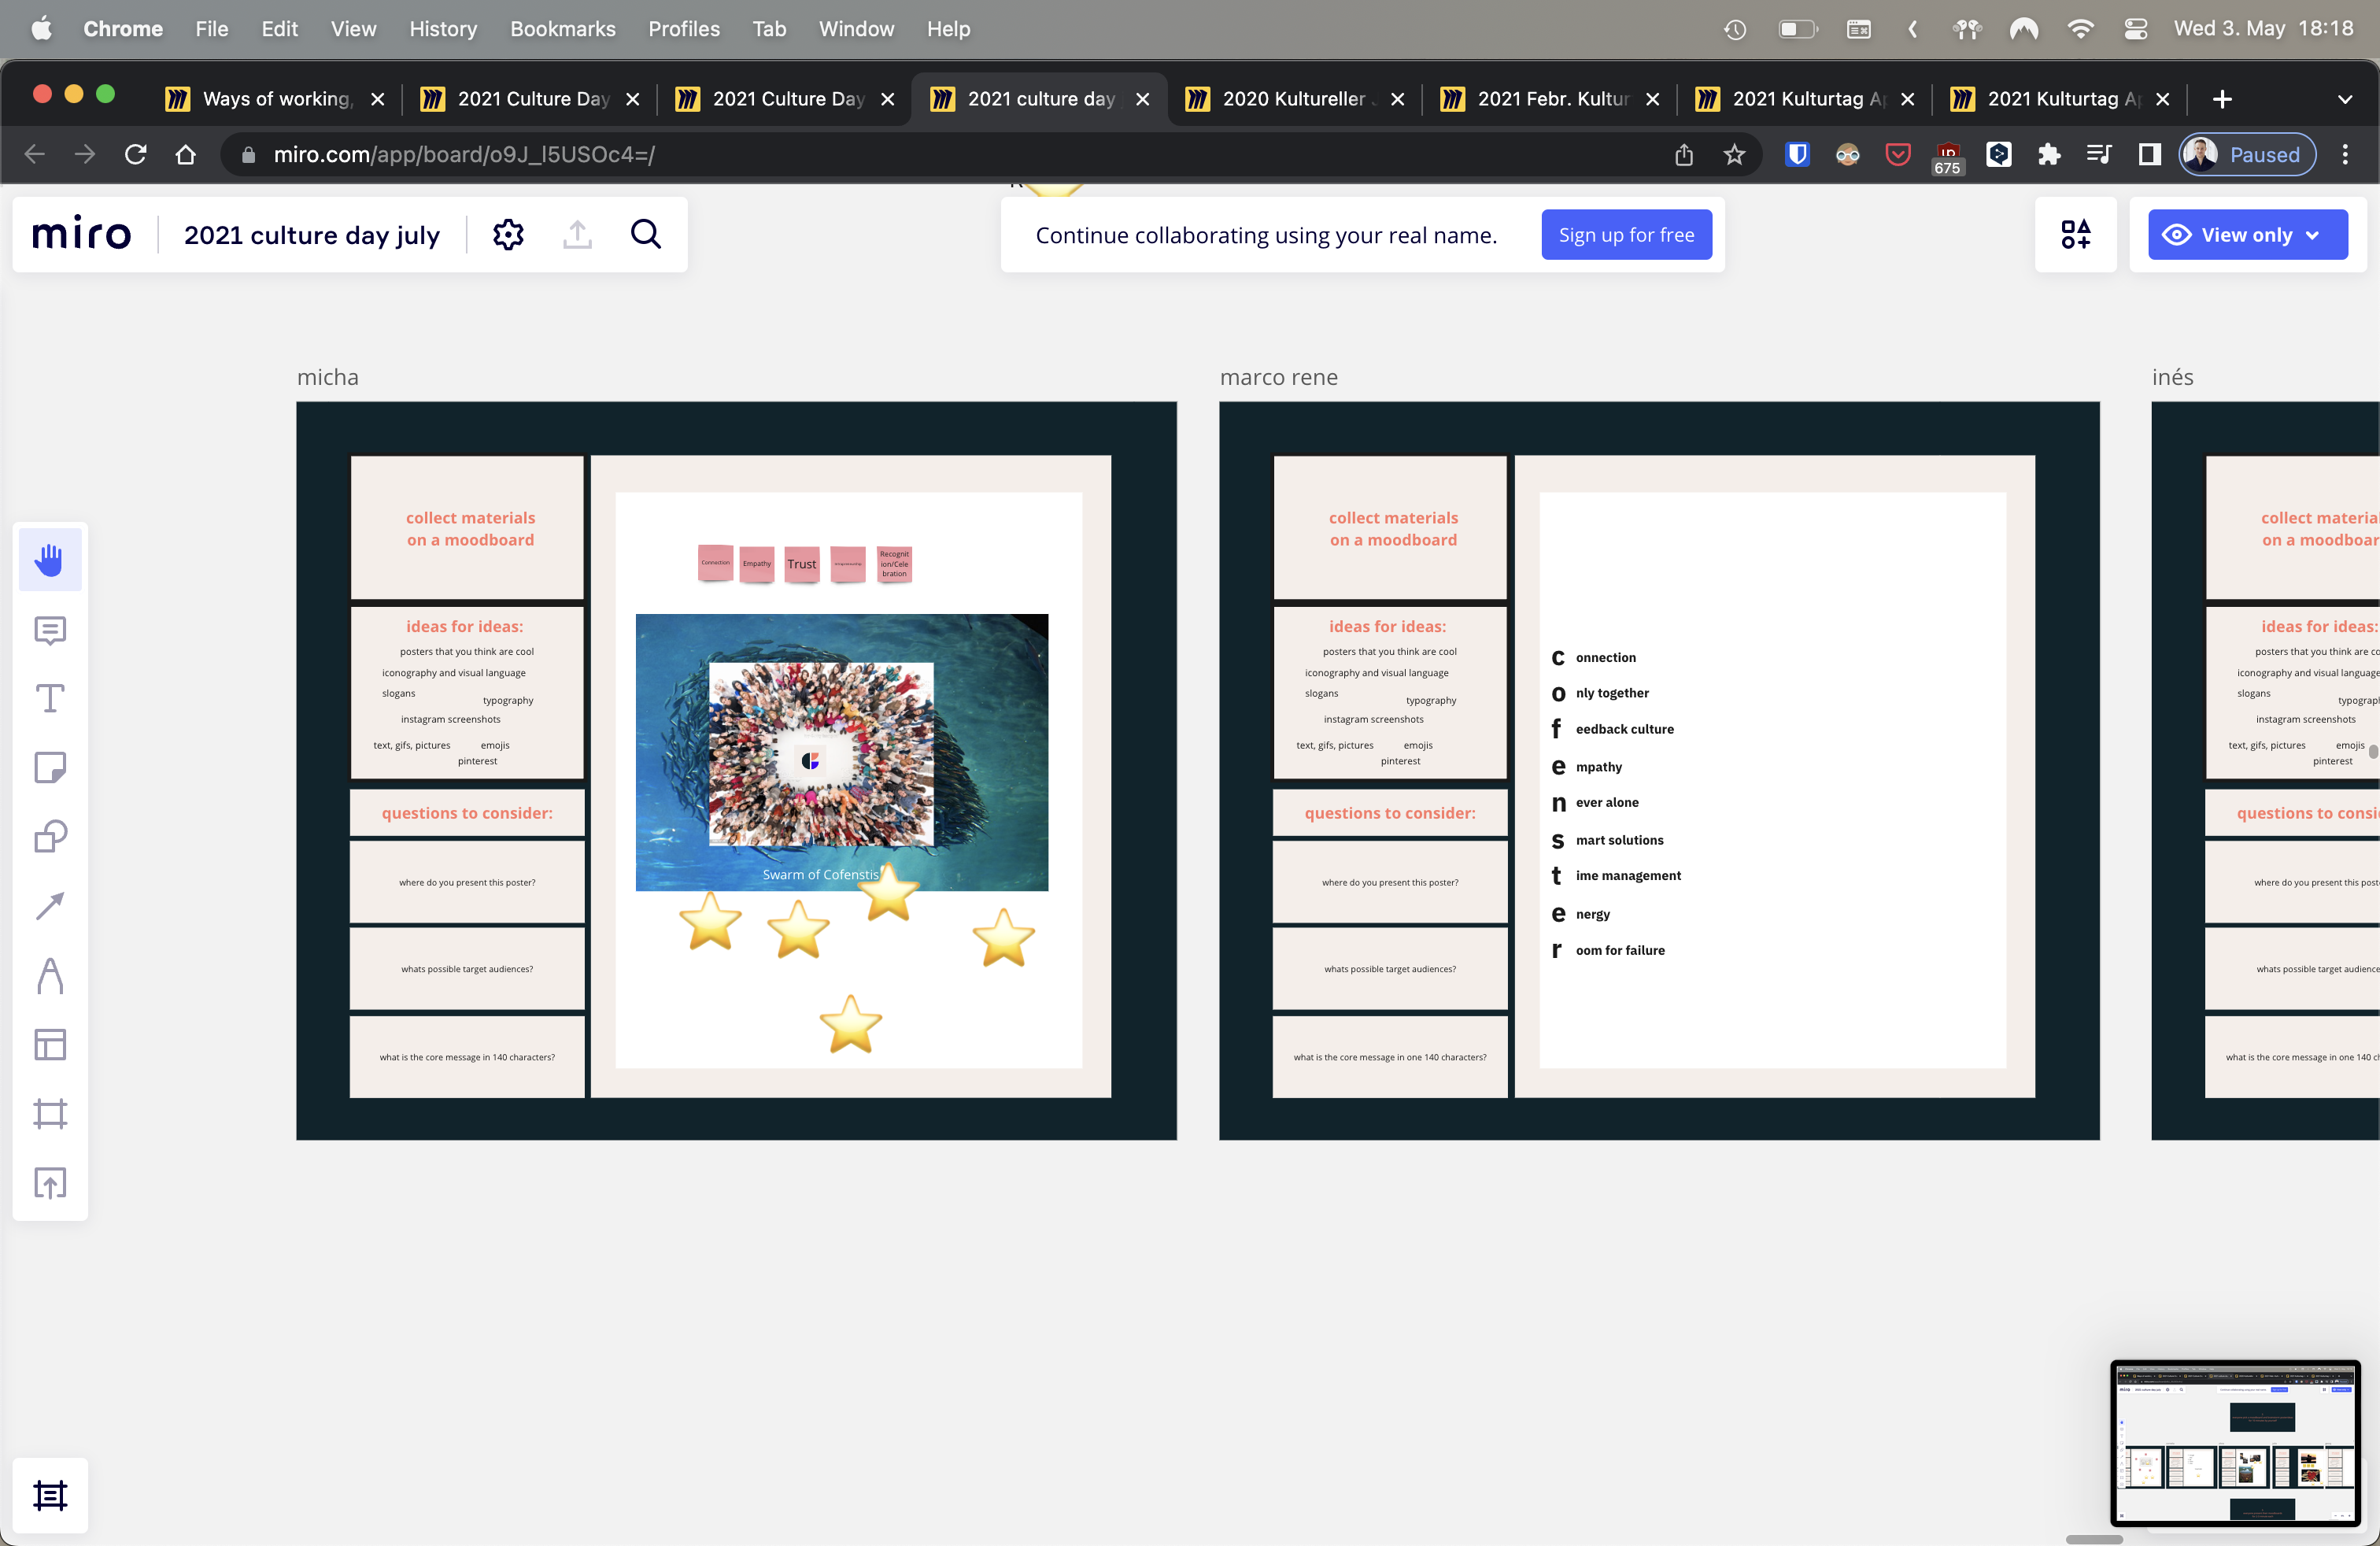 Chrome File Edit View History Bookmarks Profiles Tab Window Help Wed 3. May 18:18
Ways of working, 2021 Culture Day 2021 Culture Day 2021 culture day 2020 Kultureller 2021 Febr. Kultur 2021 Kulturtag Ap 2021 Kulturtag Ap
miro.com/app/board/o9J_l5USOc4=/ 675 Paused
miro 2021 culture day july Continue collaborating using your real name. Sign up for free View only
micha
collect materials
on a moodboard
ideas for ideas:
posters that you think are cool
iconography and visual language
slogans
typography
instagram screenshots
text, gifs, pictures emojis
pinterest
questions to consider:
where do you present this poster?
whats possible target audiences?
what is the core message in 140 characters?
Connection
Empathy
Trust
Recognit
ion/Cele
bration
Swarm of Cofenstis
marco rene
collect materials
on a moodboard
ideas for ideas:
posters that you think are cool
iconography and visual language
slogans
typography
instagram screenshots
text, gifs, pictures emojis
pinterest
questions to consider:
where do you present this poster?
whats possible target audiences?
what is the core message in one 140 characters?
c onnection
o nly together
f eedback culture
e mpathy
n ever alone
s mart solutions
t ime management
e nergy
r oom for failure
inés
collect material
on a moodboar
ideas for ideas:
posters that you think are co
iconography and visual language
slogans
typograp
instagram screenshots
text, gifs, pictures emojis
pinterest
questions to consi
where do you present this post
whats possible target audience
what is the core message in one 140 c